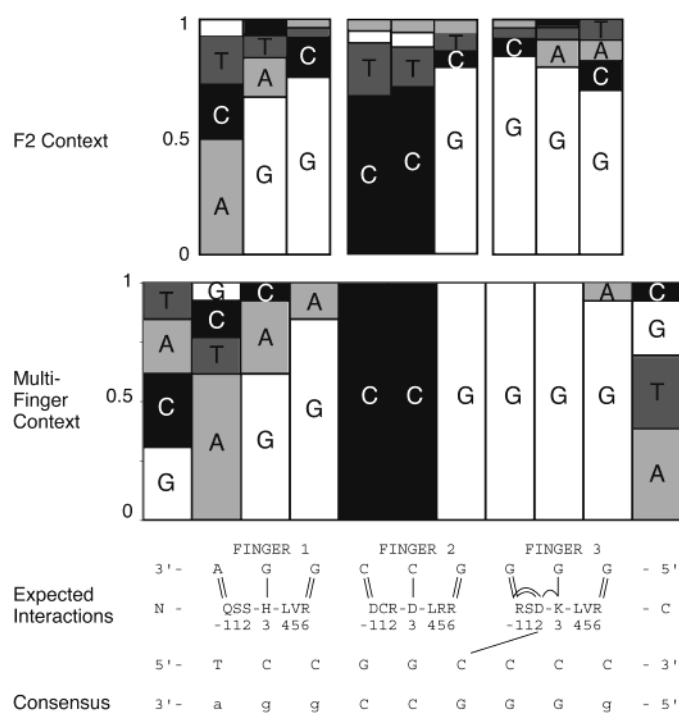 1
T T C T T T C C A T A C
C A
F2 Context
0.5
G G C C G G G G
A
0
1
T G C A A C
A C A G
T
Multi-
Finger
Context
0.5
C A G G C C G G G G T
G A
0
FINGER 1 FINGER 2 FINGER 3
3'- A G G C C G G G G - 5'
Expected
Interactions
N - QSS-H-LVR DCR-D-LRR RSD-K-LVR - C
-112 3 456 -112 3 456 -112 3 456
5'- T C C G G C C C C - 3'
Consensus 3'- a g g C C G G G g - 5'